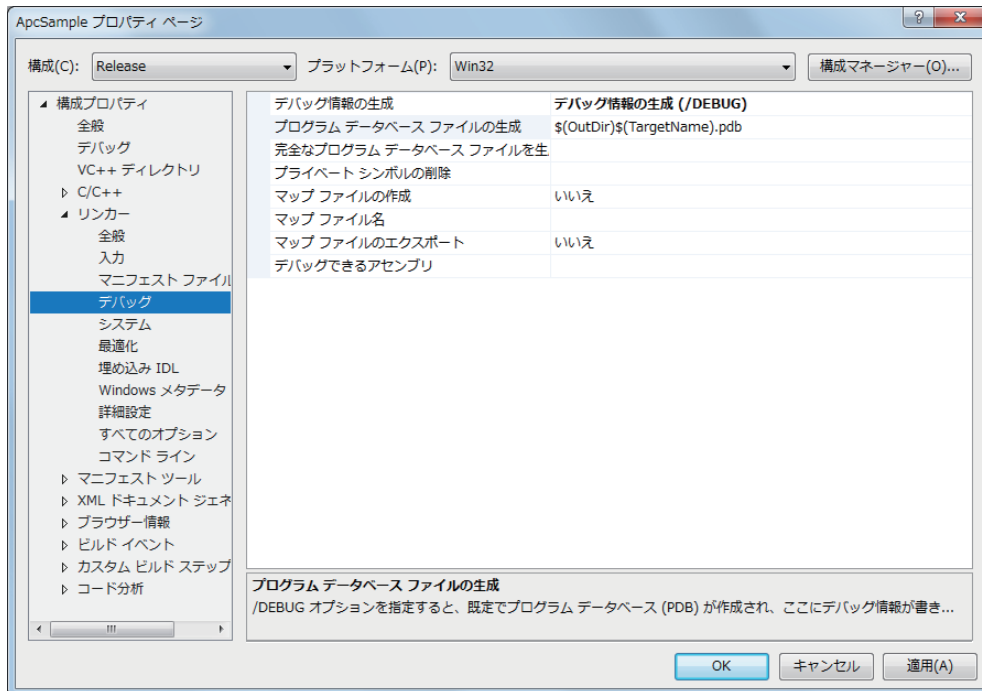 ApcSample プロパティ ページ
構成(C): Release プラットフォーム(P): Win32 構成マネージャー(O)...
構成プロパティ
全般
デバッグ
VC++ ディレクトリ
C/C++
リンカー
全般
入力
マニフェスト ファイル
デバッグ
システム
最適化
埋め込み IDL
Windows メタデータ
詳細設定
すべてのオプション
コマンド ライン
マニフェスト ツール
XML ドキュメント ジェネ
ブラウザー情報
ビルド イベント
カスタム ビルド ステップ
コード分析
デバッグ情報の生成 デバッグ情報の生成 (/DEBUG)
プログラム データベース ファイルの生成 $(OutDir)$(TargetName).pdb
完全なプログラム データベース ファイルを生
プライベート シンボルの削除
マップ ファイルの作成 いいえ
マップ ファイル名
マップ ファイルのエクスポート いいえ
デバッグできるアセンブリ
プログラム データベース ファイルの生成
/DEBUG オプションを指定すると、既定でプログラム データベース (PDB) が作成され、ここにデバッグ情報が書き...
OK キャンセル 適用(A)